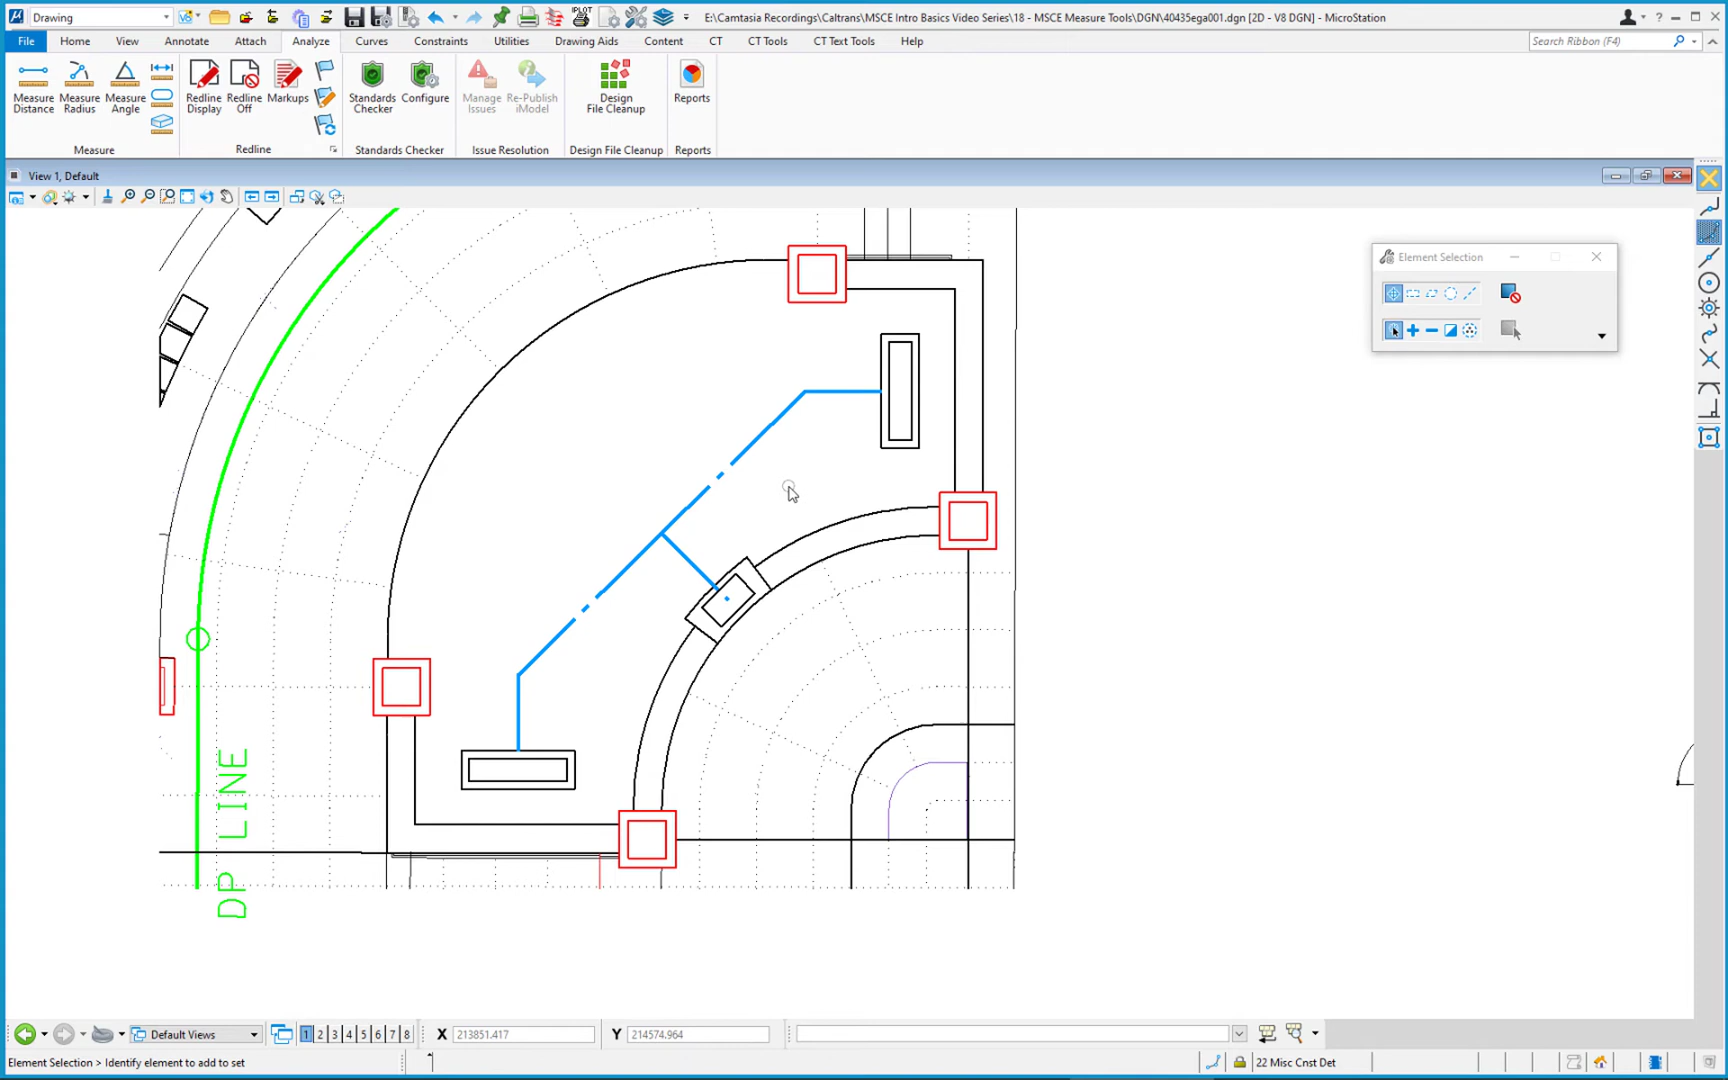 Drawing
E:\Camtasia Recordings\Caltrans\MSCE Intro Basics Video Series\18 - MSCE Measure Tools\DGN\40435ega001.dgn [2D - V8 DGN] - MicroStation
File Home View Annotate Attach Analyze Curves Constraints Utilities Drawing Aids Content CT CT Tools CT Text Tools Help
Search Ribbon (F4)
Measure Distance
Measure Radius
Measure Angle
Redline Display
Redline Off
Markups
Standards Checker
Configure
Manage Issues
Re-Publish iModel
Design File Cleanup
Reports
Measure
Redline
Standards Checker
Issue Resolution
Design File Cleanup
Reports
View 1, Default
Element Selection
DP LINE
Default Views
1 2 3 4 5 6 7 8
X 213851.417
Y 214574.964
Element Selection > Identify element to add to set
22 Misc Cnst Det